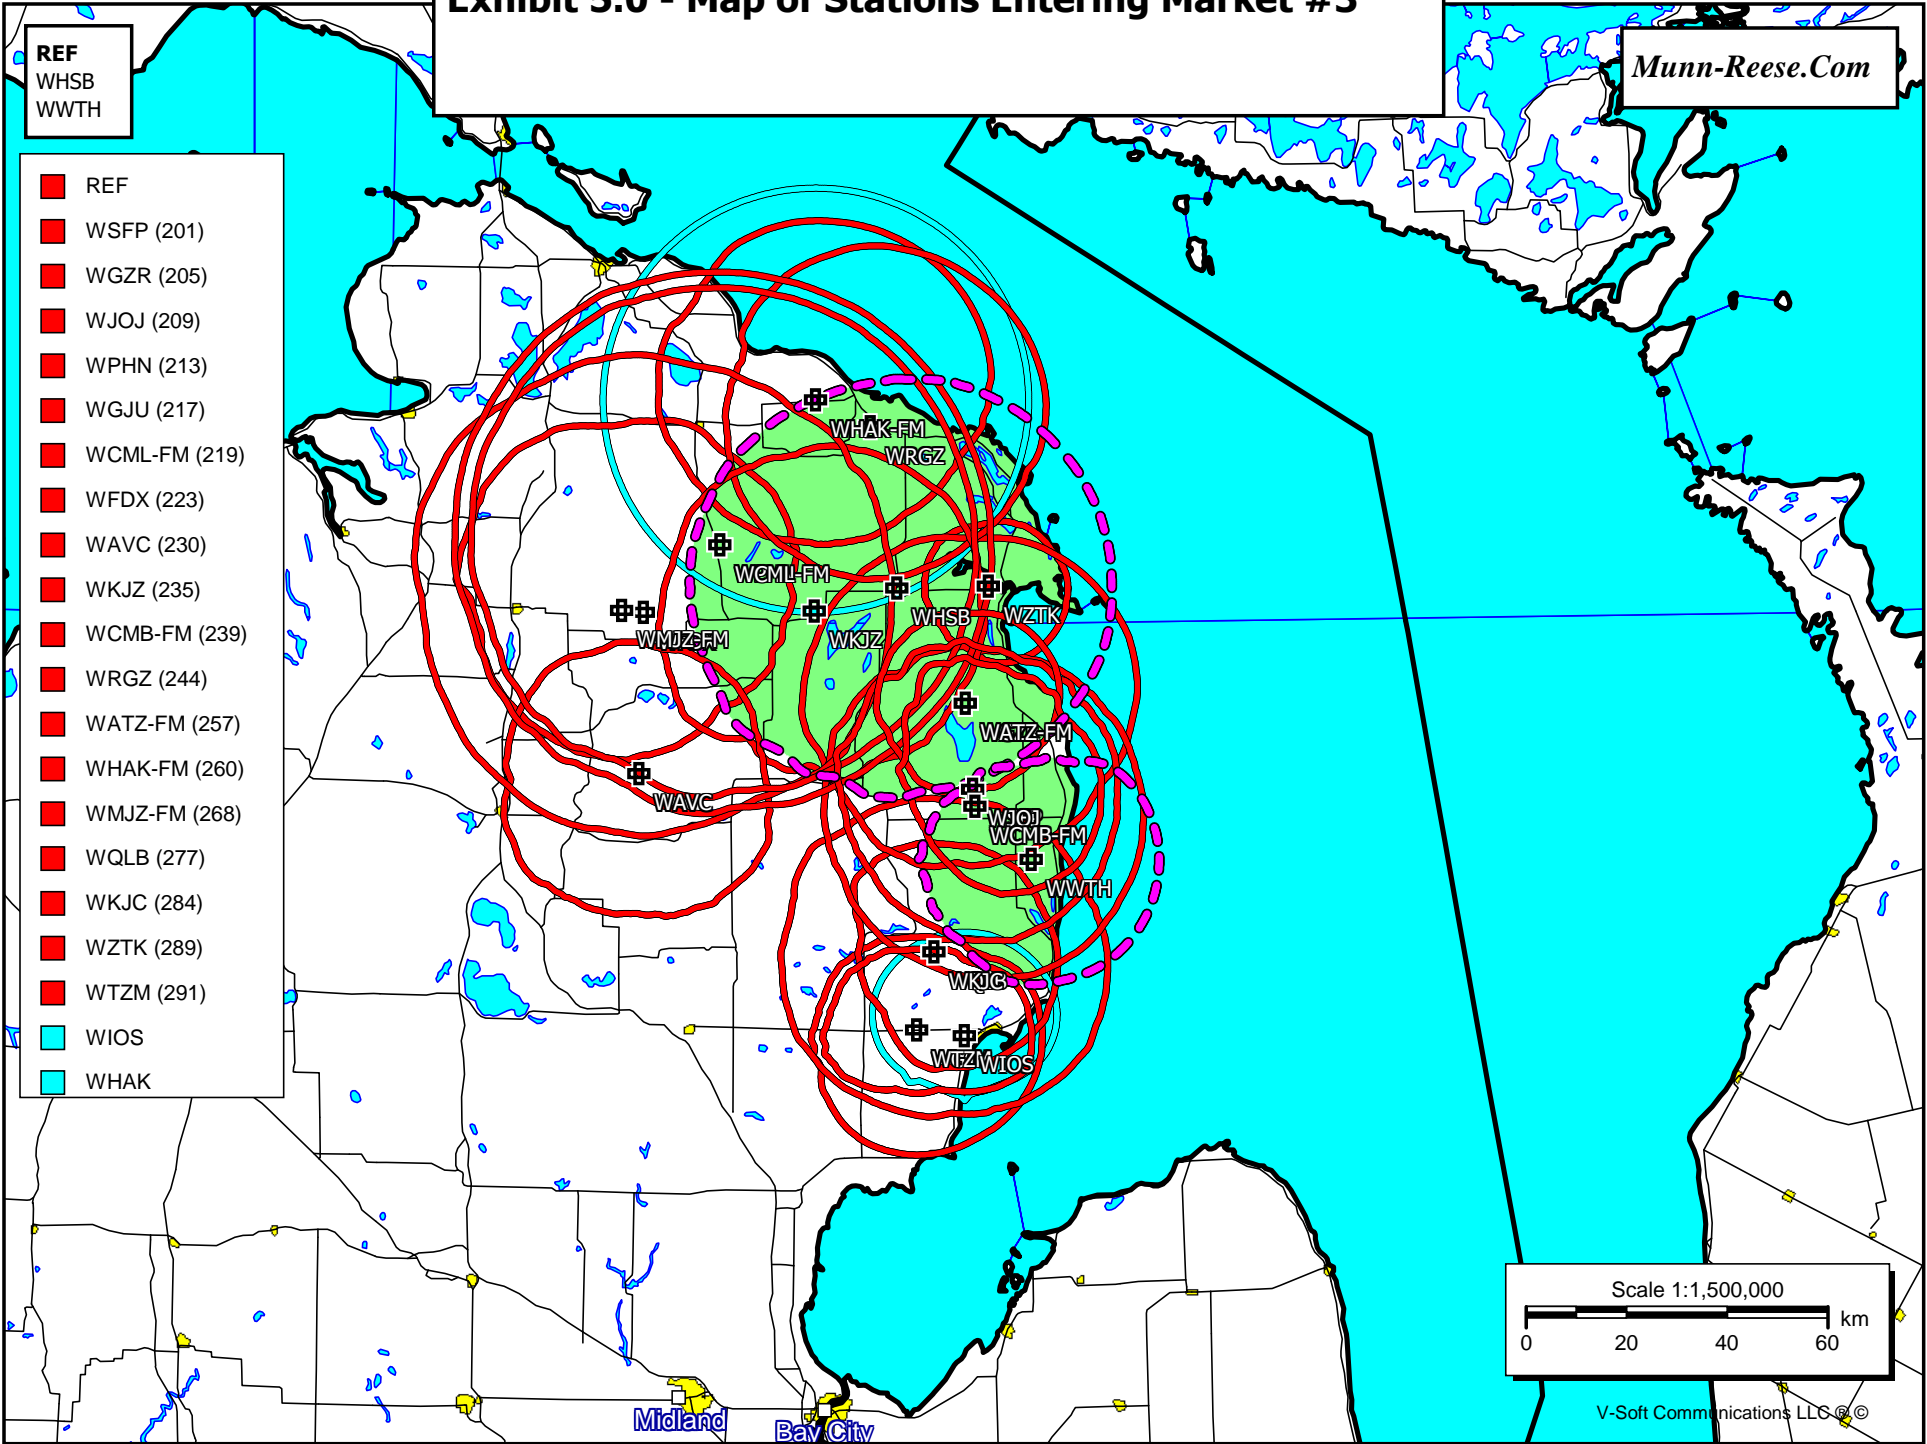 Exhibit 5.0 - Map of Stations Entering Market #3
REF
WHSB
WWTH
Munn-Reese.Com
REF
WSFP (201)
WGZR (205)
WJOJ (209)
WPHN (213)
WGJU (217)
WCML-FM (219)
WFDX (223)
WAVC (230)
WKJZ (235)
WCMB-FM (239)
WRGZ (244)
WATZ-FM (257)
WHAK-FM (260)
WMJZ-FM (268)
WQLB (277)
WKJC (284)
WZTK (289)
WTZM (291)
WIOS
WHAK
WHAK-FM
WRGZ
WCML-FM
WHSB
WZTK
WMJZ-FM
WKJZ
WATZ-FM
WAVC
WJOJ
WCMB-FM
WWTH
WKJC
WTZM
WIOS
Scale 1:1,500,000
km
0 20 40 60
V-Soft Communications LLC ® ©
Midland
Bay City